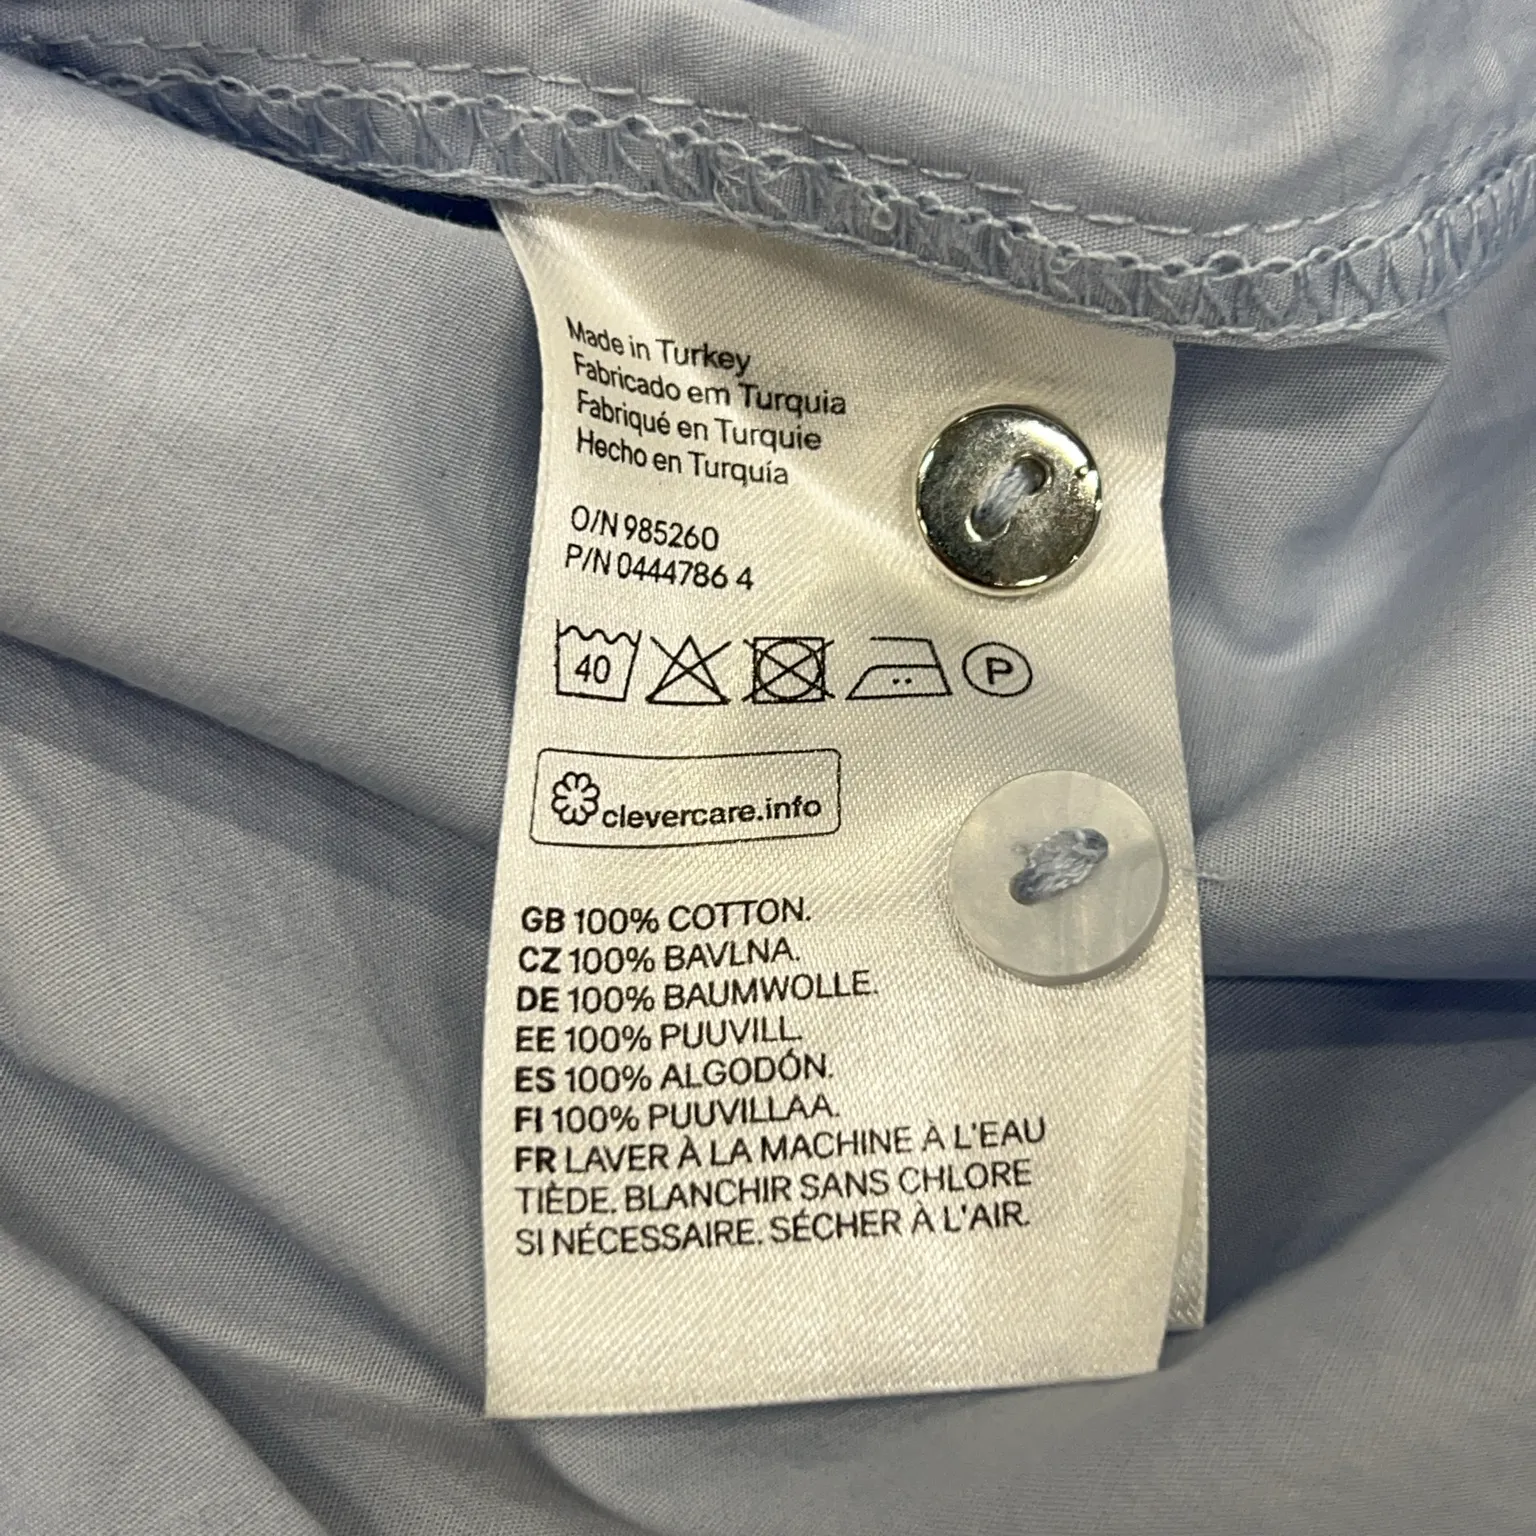 Made in Turkey
Fabricado em Turquia
Fabriqué en Turquie
Hecho en Turquía
O/N 985260
P/N 0444786 4
40 P
clevercare.info
GB 100% COTTON.
CZ 100% BAVLNA.
DE 100% BAUMWOLLE.
EE 100% PUUVILL.
ES 100% ALGODÓN.
FI 100% PUUVILLAA.
FR LAVER À LA MACHINE À L'EAU
TIÈDE. BLANCHIR SANS CHLORE
SI NÉCESSAIRE. SÉCHER À L'AIR.